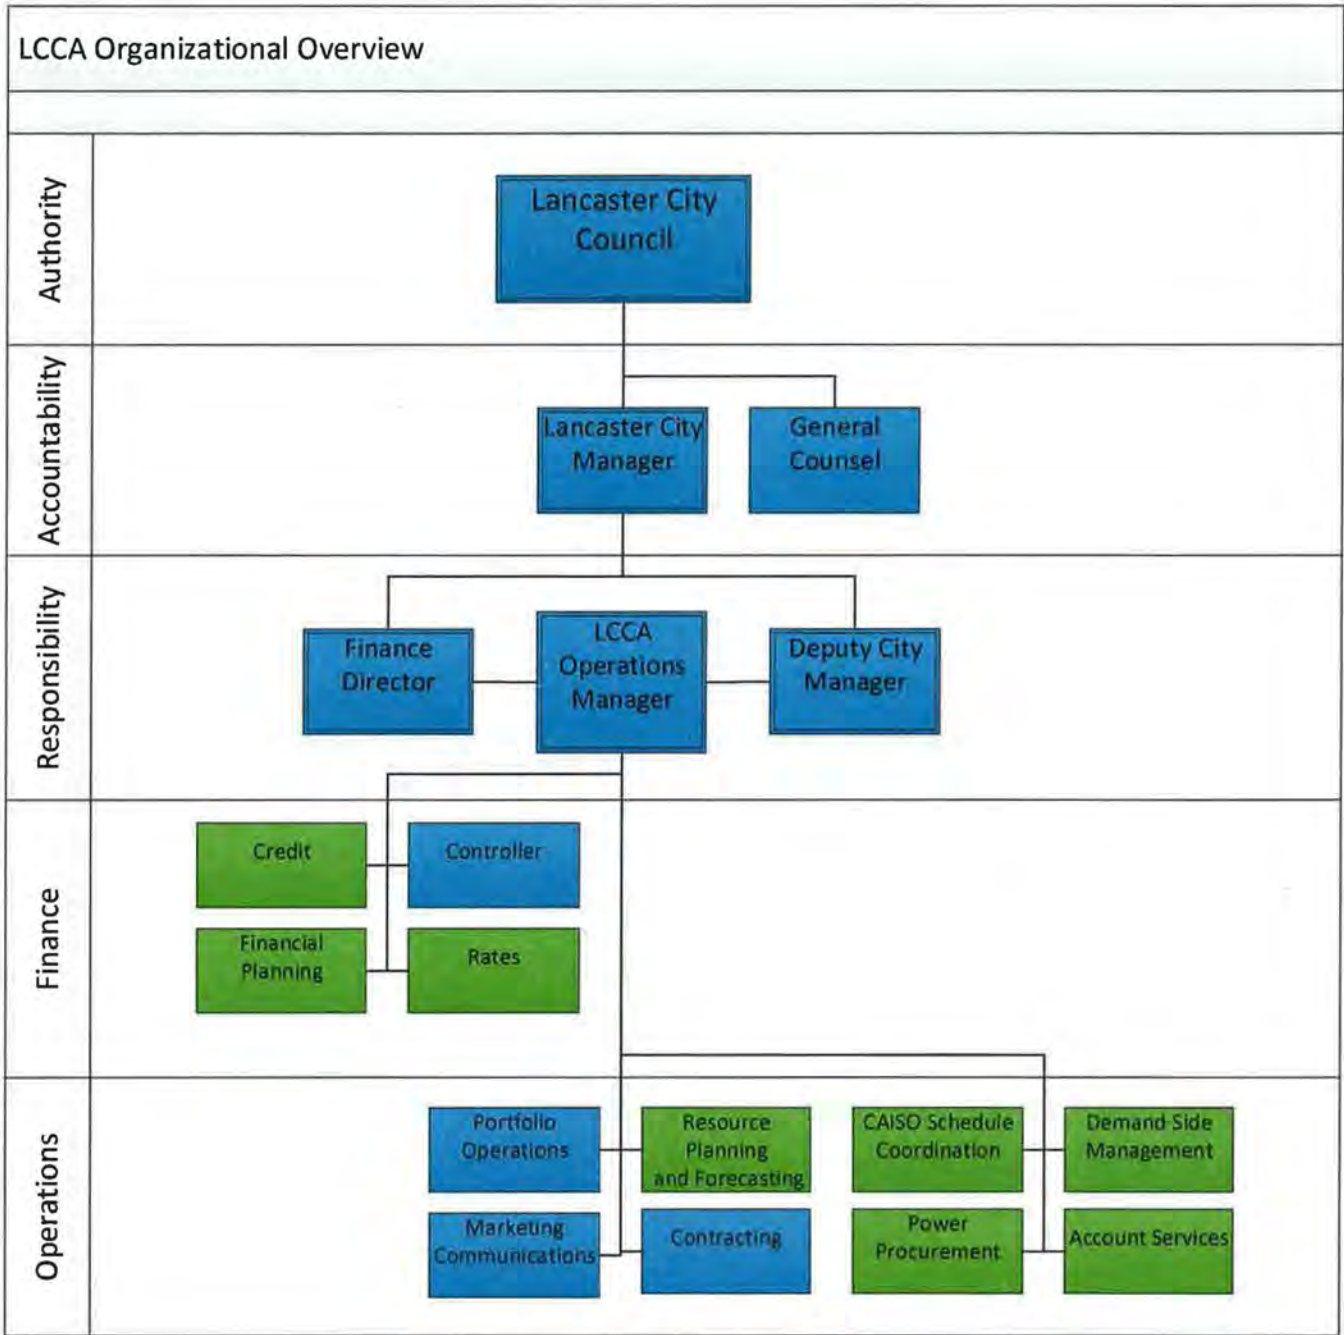 LCCA Organizational Overview
Authority
Lancaster City
Council
Accountability
Lancaster City
Manager
General
Counsel
Responsibility
Finance
Director
LCCA
Operations
Manager
Deputy City
Manager
Finance
Credit
Controller
Financial
Planning
Rates
Operations
Portfolio
Operations
Resource
Planning
and Forecasting
CAISO Schedule
Coordination
Demand Side
Management
Marketing
Communications
Contracting
Power
Procurement
Account Services